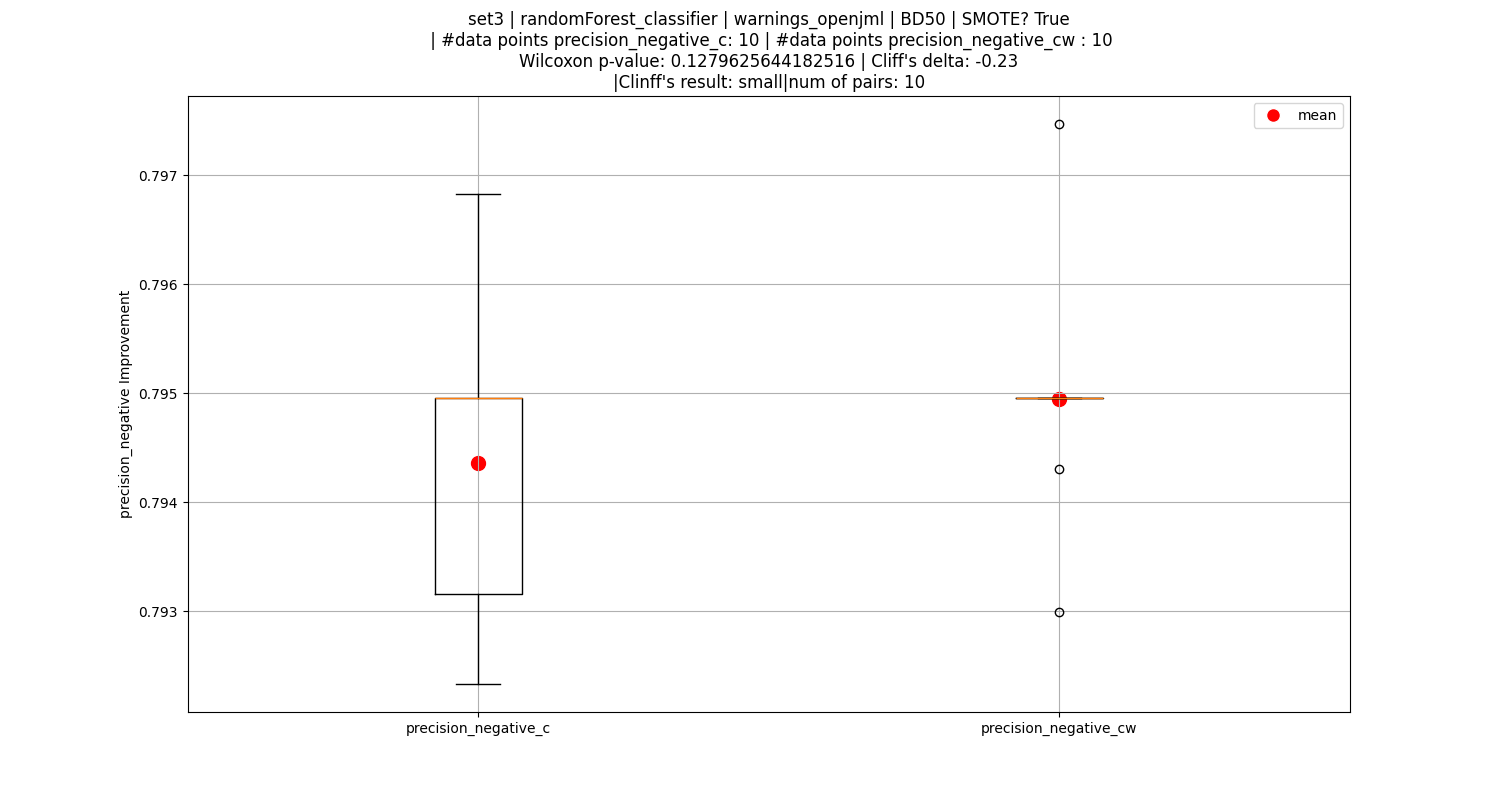 set3 | randomForest_classifier | warnings_openjml | BD50 | SMOTE? True
| #data points precision_negative_c: 10 | #data points precision_negative_cw : 10
Wilcoxon p-value: 0.1279625644182516 | Cliff's delta: -0.23
|Clinff's result: small|num of pairs: 10
mean
0.797
0.796
0.795
0.794
0.793
precision_negative Improvement
precision_negative_c
precision_negative_cw